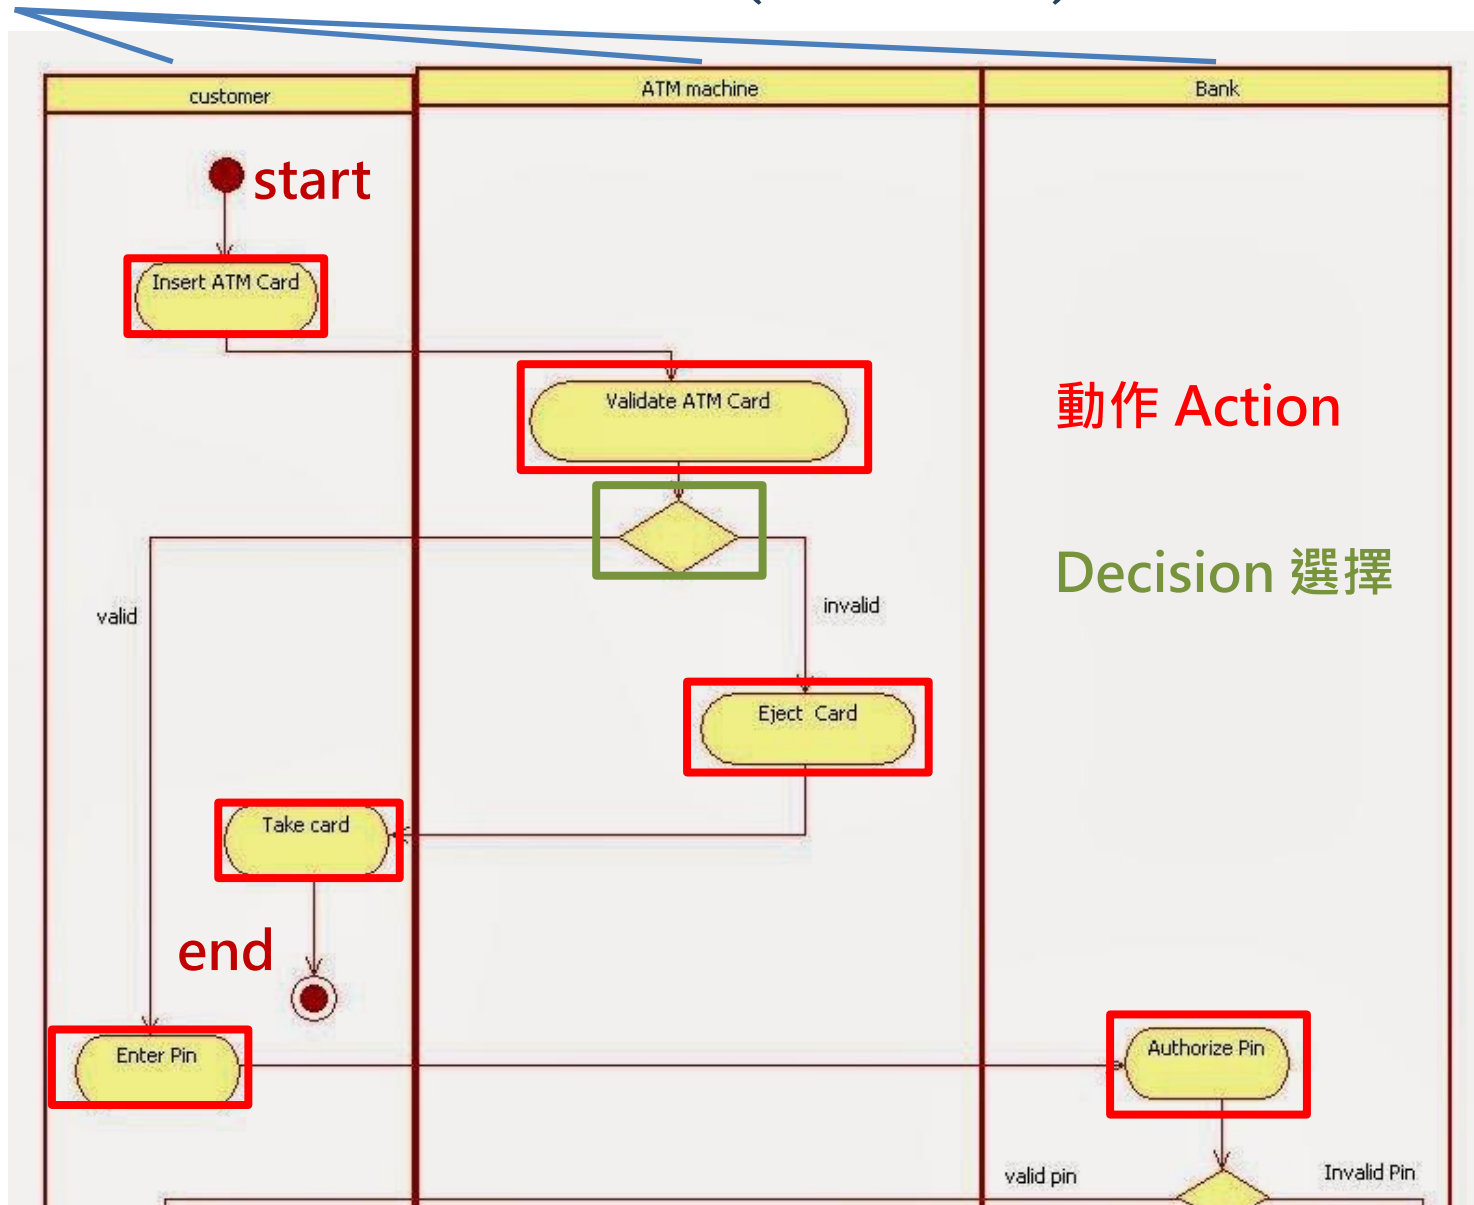 customer
ATM machine
Bank
start
Insert ATM Card
Validate ATM Card
動作 Action
Decision 選擇
valid
invalid
Eject Card
Take card
end
Enter Pin
Authorize Pin
valid pin
Invalid Pin